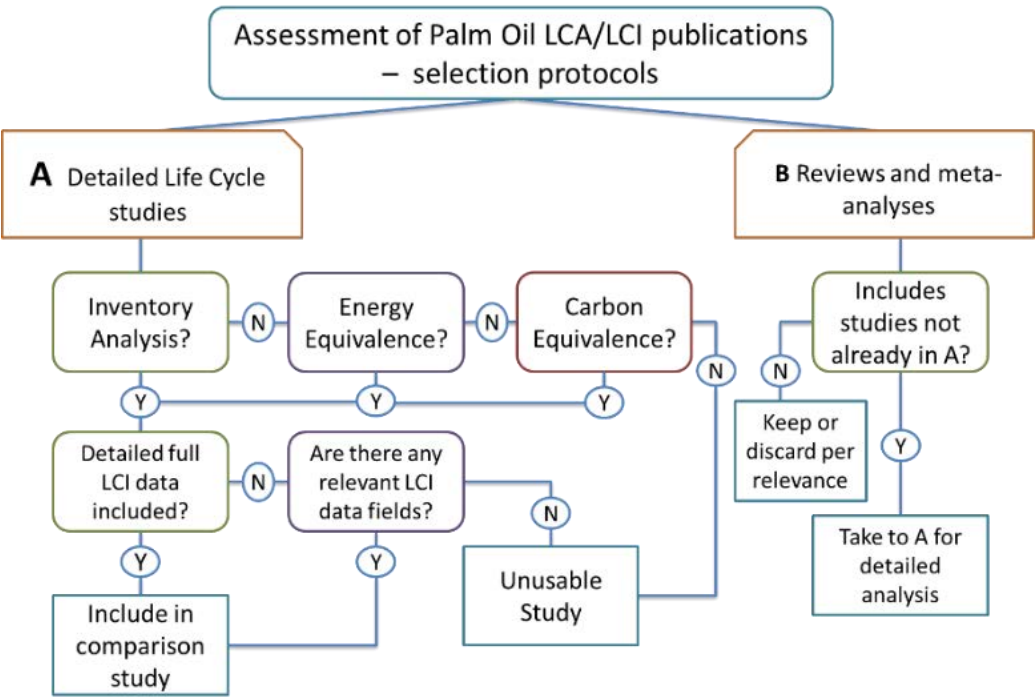 Assessment of Palm Oil LCA/LCI publications
– selection protocols
A Detailed Life Cycle
studies
B Reviews and meta-
analyses
Inventory
Analysis?
N
Energy
Equivalence?
N
Carbon
Equivalence?
N
Includes
studies not
already in A?
N
Y
Y
Y
Keep or
discard per
relevance
Y
Detailed full
LCI data
included?
N
Are there any
relevant LCI
data fields?
N
Y
Y
Unusable
Study
Take to A for
detailed
analysis
Include in
comparison
study